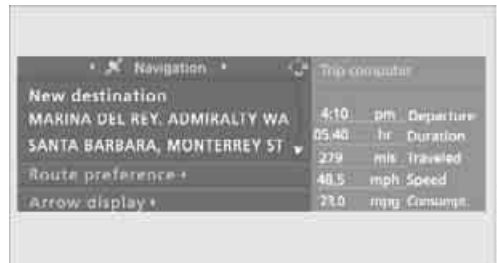 Navigation
New destination
MARINA DEL REY, ADMIRALTY WA
SANTA BARBARA, MONTERREY ST
Route preference
Arrow display
Trip computer
4:10 pm Departure
05.40 hr Duration
279 mls Traveled
48.5 mph Speed
23.0 mpg Consumpt.